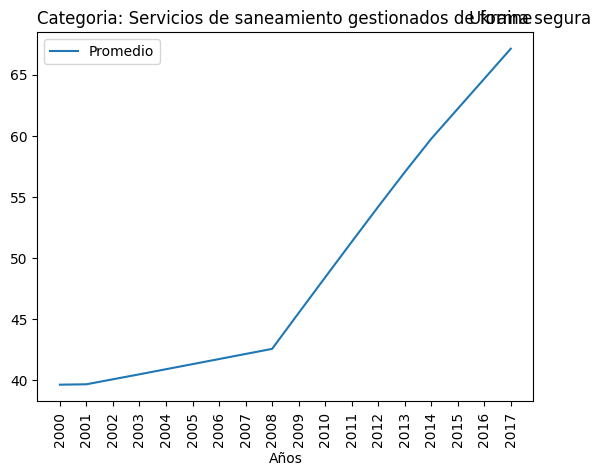 Categoria: Servicios de saneamiento gestionados de forma segura
Ukraine
Promedio
65
60
55
50
45
40
2000 2001 2002 2003 2004 2005 2006 2007 2008 2009 2010 2011 2012 2013 2014 2015 2016 2017
Años